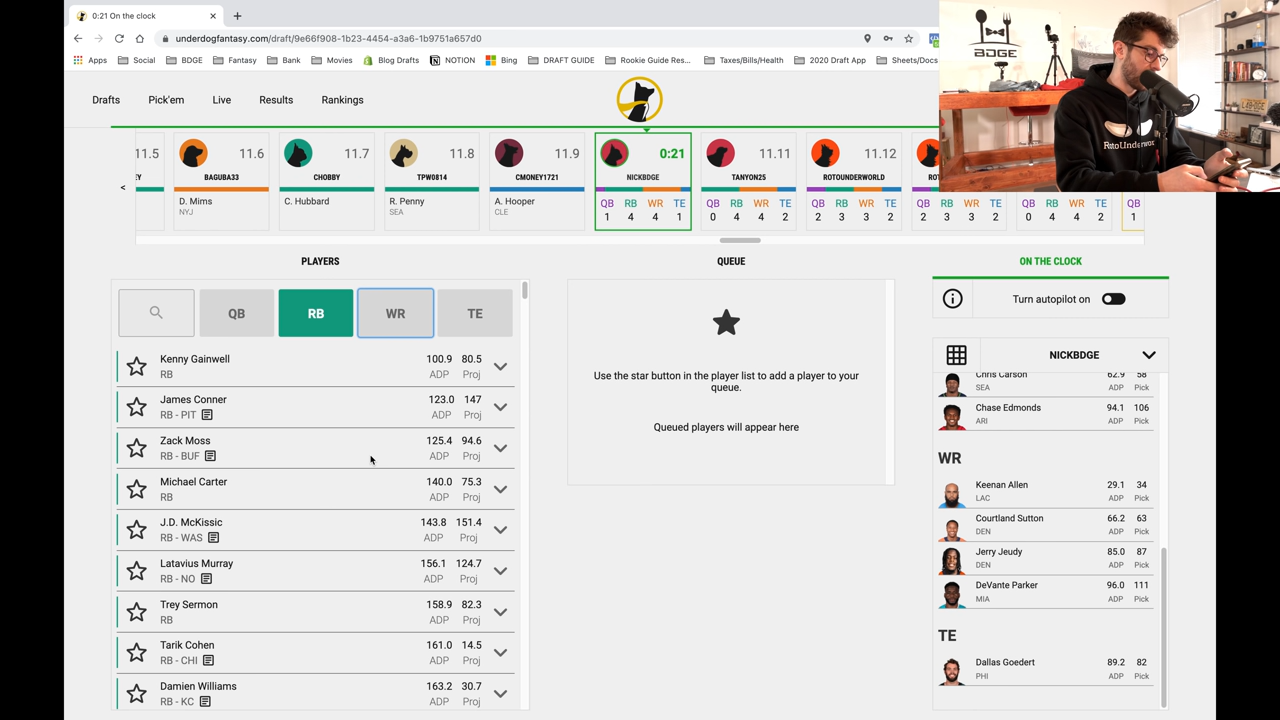 0:21 On the clock
underdogfantasy.com/draft/9e66f908-1b23-4454-a3a6-1b9751a657d0
Apps Social BDGE Fantasy Banks Movies Blog Drafts NOTION Bing DRAFT GUIDE Rookie Guide Res... Taxes/Bills/Health 2020 Draft App Sheets/Docs
BDGE
RotoUnderwor
Drafts Pick'em Live Results Rankings
11.5 11.6 11.7 11.8 11.9 0:21 11.11 11.12
EY BAGUBA33 CHOBBY TPW0814 CMONEY1721 NICKBDGE TANYON25 ROTOUNDERWORLD ROT
D. Mims C. Hubbard R. Penny A. Hooper QB RB WR TE QB RB WR TE QB RB WR TE QB RB WR TE QB RB WR TE QB
NYJ SEA CLE 1 4 4 1 0 4 4 2 2 3 3 2 2 3 3 2 0 4 4 2 1
<
PLAYERS QUEUE ON THE CLOCK
Turn autopilot on
QB RB WR TE
NICKBDGE
Kenny Gainwell 100.9 80.5
RB ADP Proj
James Conner 123.0 147
RB - PIT ADP Proj
Zack Moss 125.4 94.6
RB - BUF ADP Proj
Michael Carter 140.0 75.3
RB ADP Proj
J.D. McKissic 143.8 151.4
RB - WAS ADP Proj
Latavius Murray 156.1 124.7
RB - NO ADP Proj
Trey Sermon 158.9 82.3
RB ADP Proj
Tarik Cohen 161.0 14.5
RB - CHI ADP Proj
Damien Williams 163.2 30.7
RB - KC ADP Proj
Use the star button in the player list to add a player to your
queue.
Queued players will appear here
Chris Carson 62.9 58
SEA ADP Pick
Chase Edmonds 94.1 106
ARI ADP Pick
WR
Keenan Allen 29.1 34
LAC ADP Pick
Courtland Sutton 66.2 63
DEN ADP Pick
Jerry Jeudy 85.0 87
DEN ADP Pick
DeVante Parker 96.0 111
MIA ADP Pick
TE
Dallas Goedert 89.2 82
PHI ADP Pick